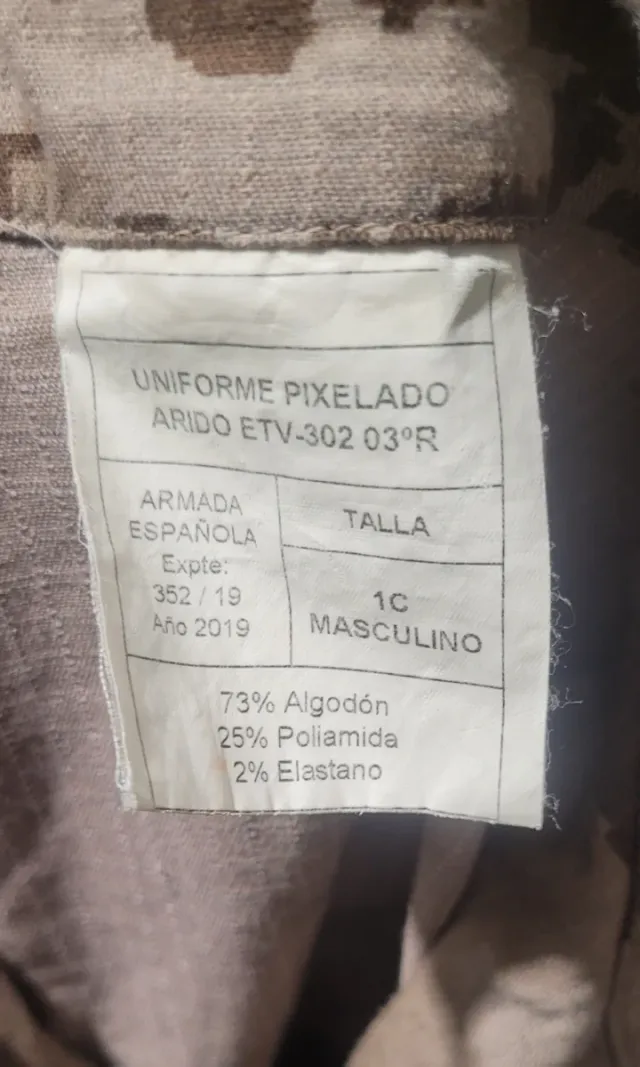 UNIFORME PIXELADO
ARIDO ETV-302 03ºR
ARMADA
ESPAÑOLA
Expte:
352 / 19
Año 2019
TALLA
1C
MASCULINO
73% Algodón
25% Poliamida
2% Elastano